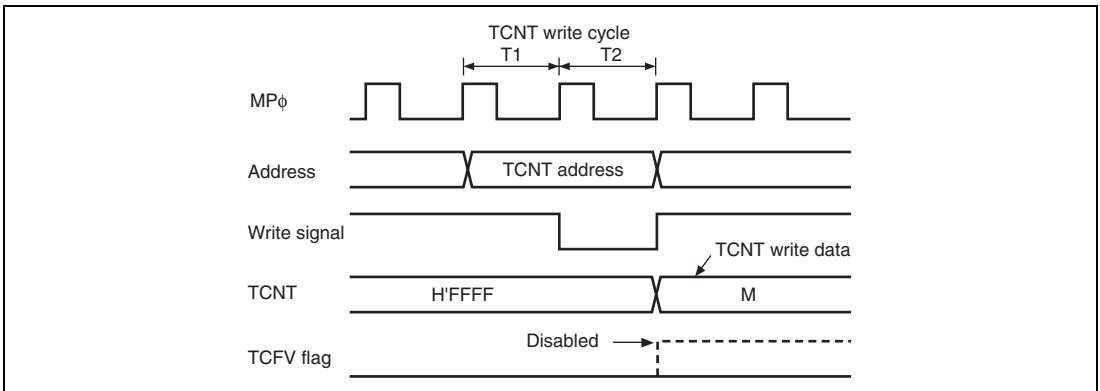 TCNT write cycle
T1 T2
MPϕ
Address TCNT address
Write signal
TCNT write data
TCNT H'FFFF M
Disabled
TCFV flag